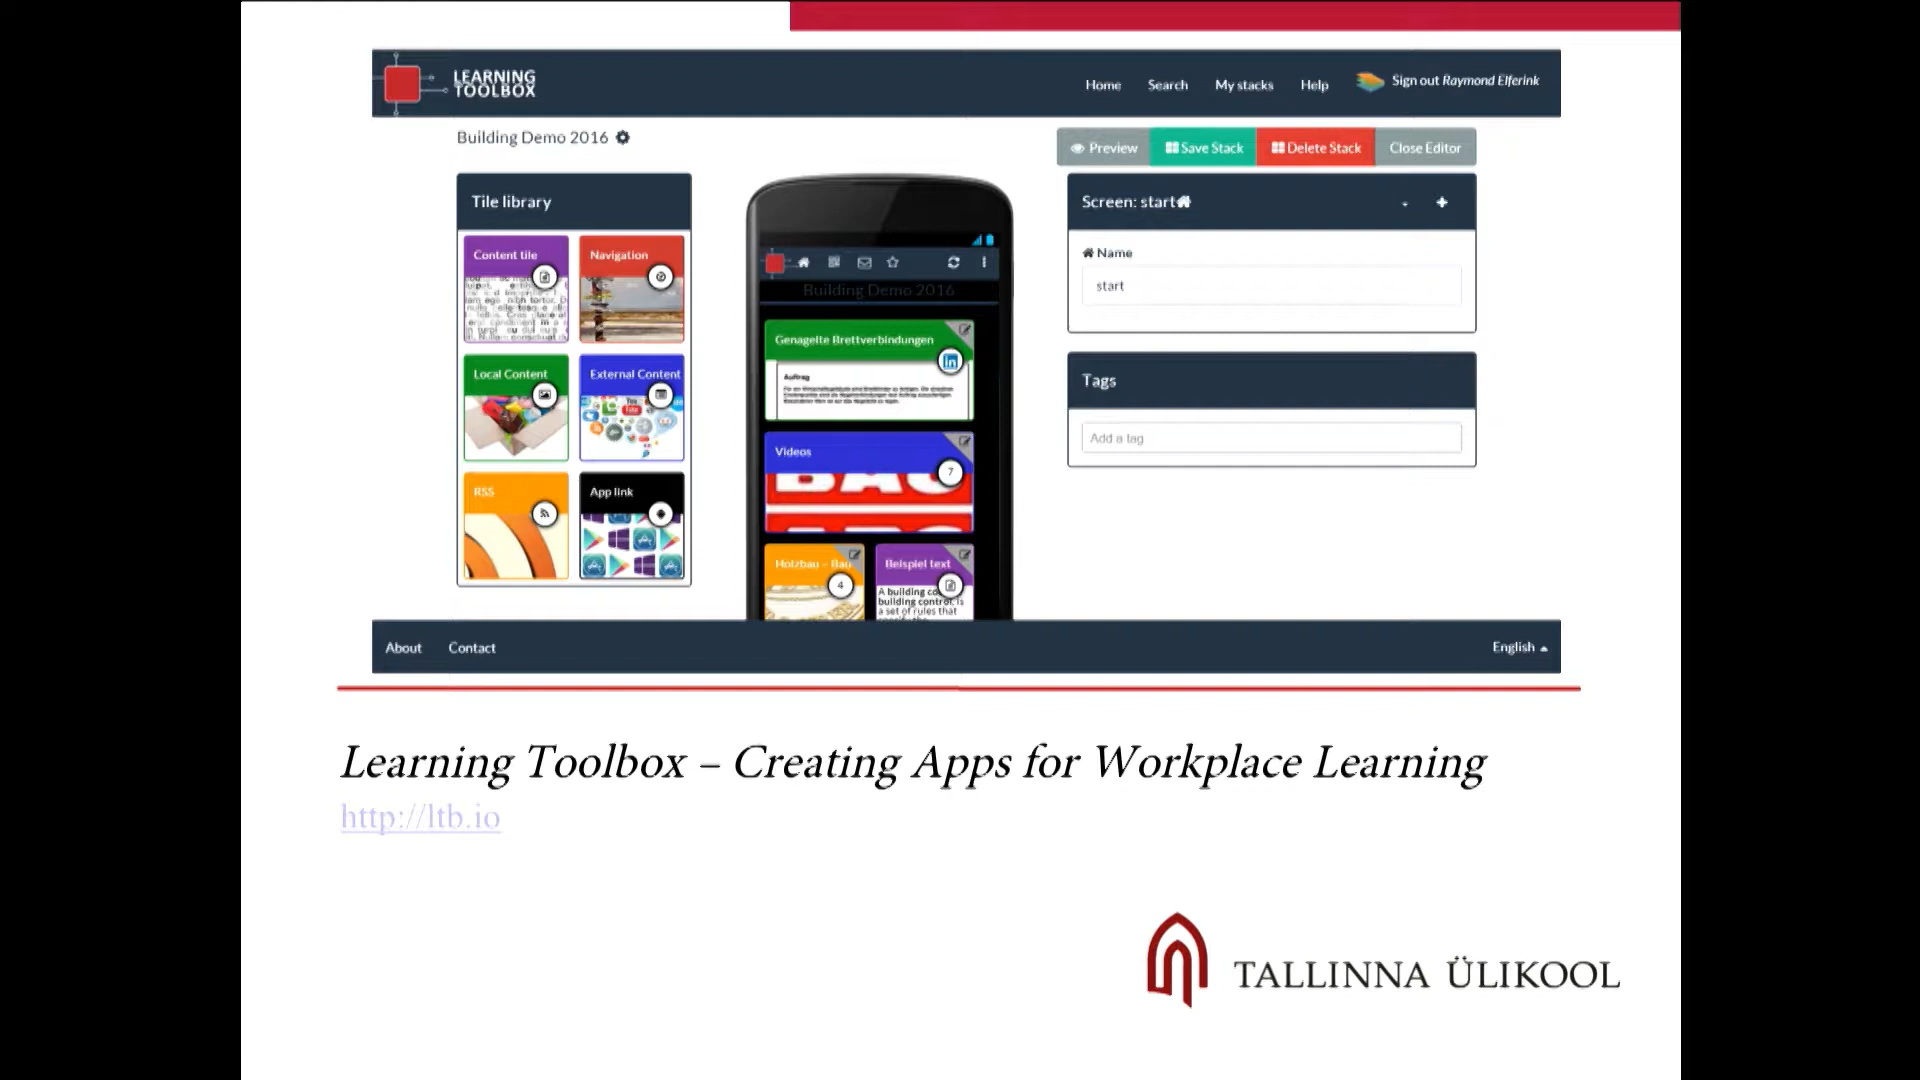 LEARNING
TOOLBOX
Home Search My stacks Help Sign out Raymond Elferink
Building Demo 2016
Preview Save Stack Delete Stack Close Editor
Tile library
Content tile
Navigation
Local Content
External Content
RSS
App link
Building Demo 2016
Genagelte Brettverbindungen
Auftrag
Videos
7
Holzbau - Bau
4
Beispiel text
A building co
building control, is
a set of rules that
Screen: start
Name
start
Tags
Add a tag
About Contact English
Learning Toolbox – Creating Apps for Workplace Learning
http://ltb.io
TALLINNA ÜLIKOOL